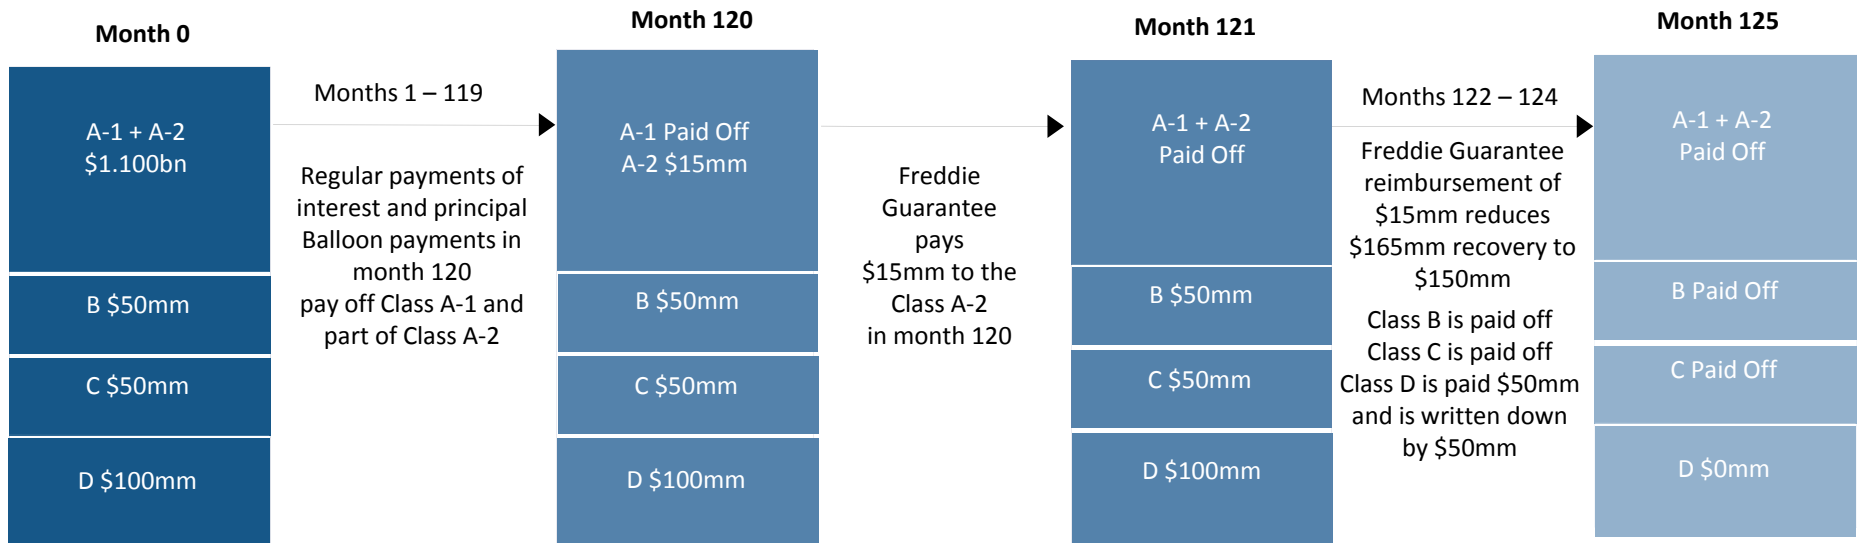 Month 0
A-1 + A-2
$1.100bn
B $50mm
C $50mm
D $100mm
Months 1 – 119
Regular payments of
interest and principal
Balloon payments in
month 120
pay off Class A-1 and
part of Class A-2
Month 120
A-1 Paid Off
A-2 $15mm
B $50mm
C $50mm
D $100mm
Freddie
Guarantee
pays
$15mm to the
Class A-2
in month 120
Month 121
A-1 + A-2
Paid Off
B $50mm
C $50mm
D $100mm
Months 122 – 124
Freddie Guarantee
reimbursement of
$15mm reduces
$165mm recovery to
$150mm
Class B is paid off
Class C is paid off
Class D is paid $50mm
and is written down
by $50mm
Month 125
A-1 + A-2
Paid Off
B Paid Off
C Paid Off
D $0mm